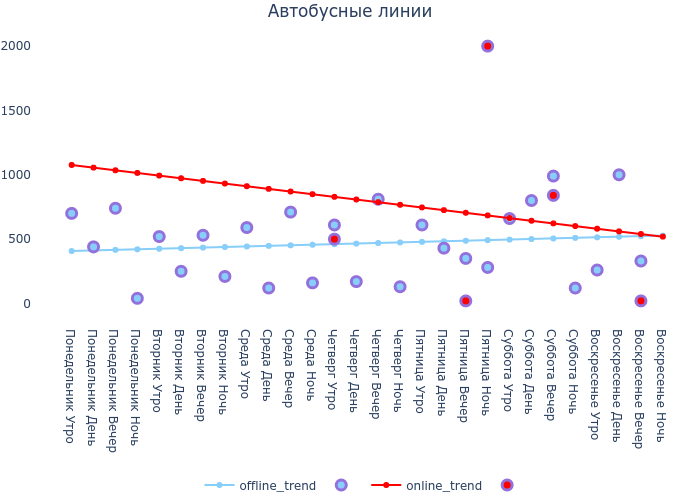 Автобусные линии
2000
1500
1000
500
0
Понедельник Утро
Понедельник День
Понедельник Вечер
Понедельник Ночь
Вторник Утро
Вторник День
Вторник Вечер
Вторник Ночь
Среда Утро
Среда День
Среда Вечер
Среда Ночь
Четверг Утро
Четверг День
Четверг Вечер
Четверг Ночь
Пятница Утро
Пятница День
Пятница Вечер
Пятница Ночь
Суббота Утро
Суббота День
Суббота Вечер
Суббота Ночь
Воскресенье Утро
Воскресенье День
Воскресенье Вечер
Воскресенье Ночь
offline_trend online_trend